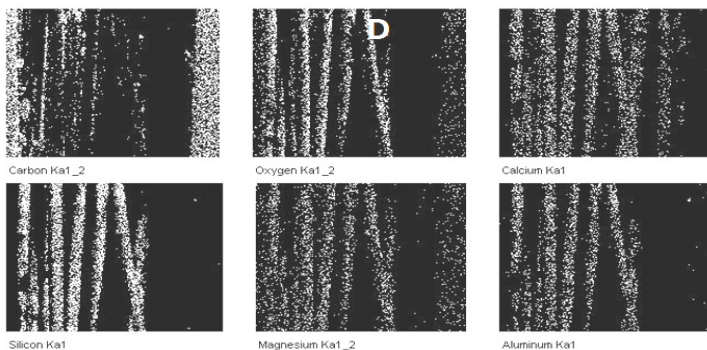 D
Carbon Ka1_2
Oxygen Ka1_2
Calcium Ka1
Silicon Ka1
Magnesium Ka1_2
Aluminum Ka1